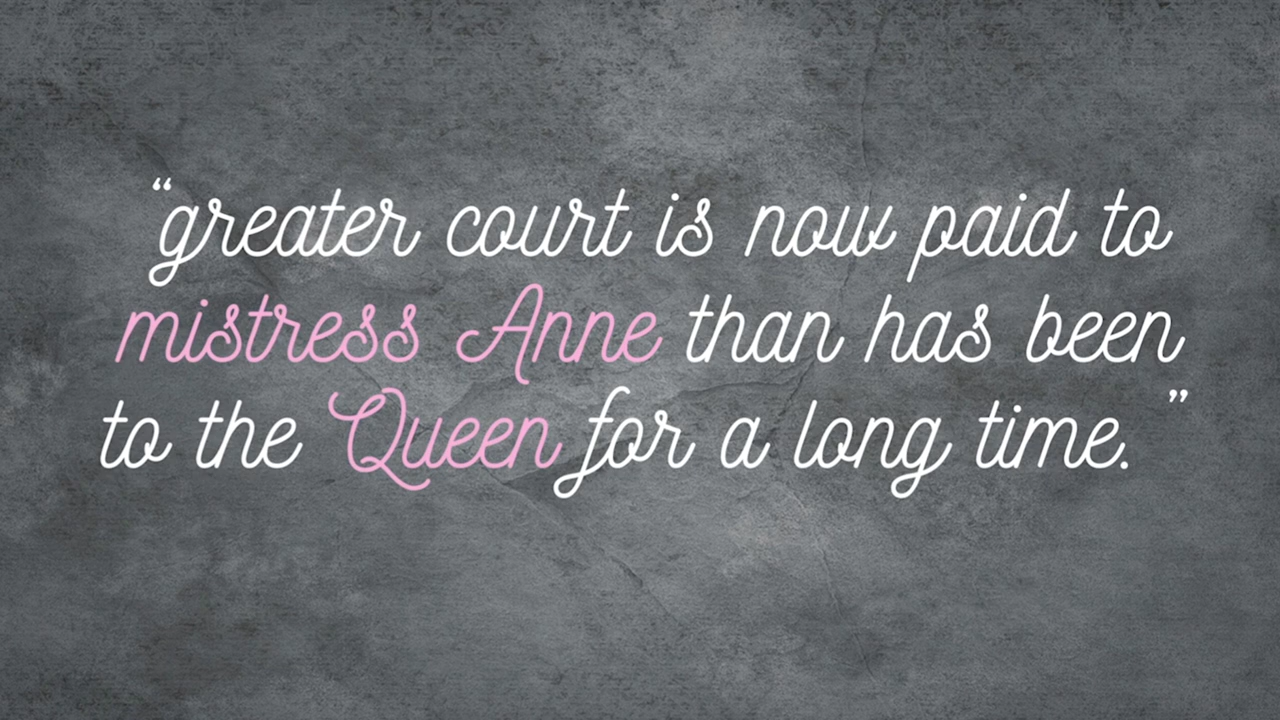 “greater court is now paid to
mistress Anne than has been
to the Queen for a long time.”